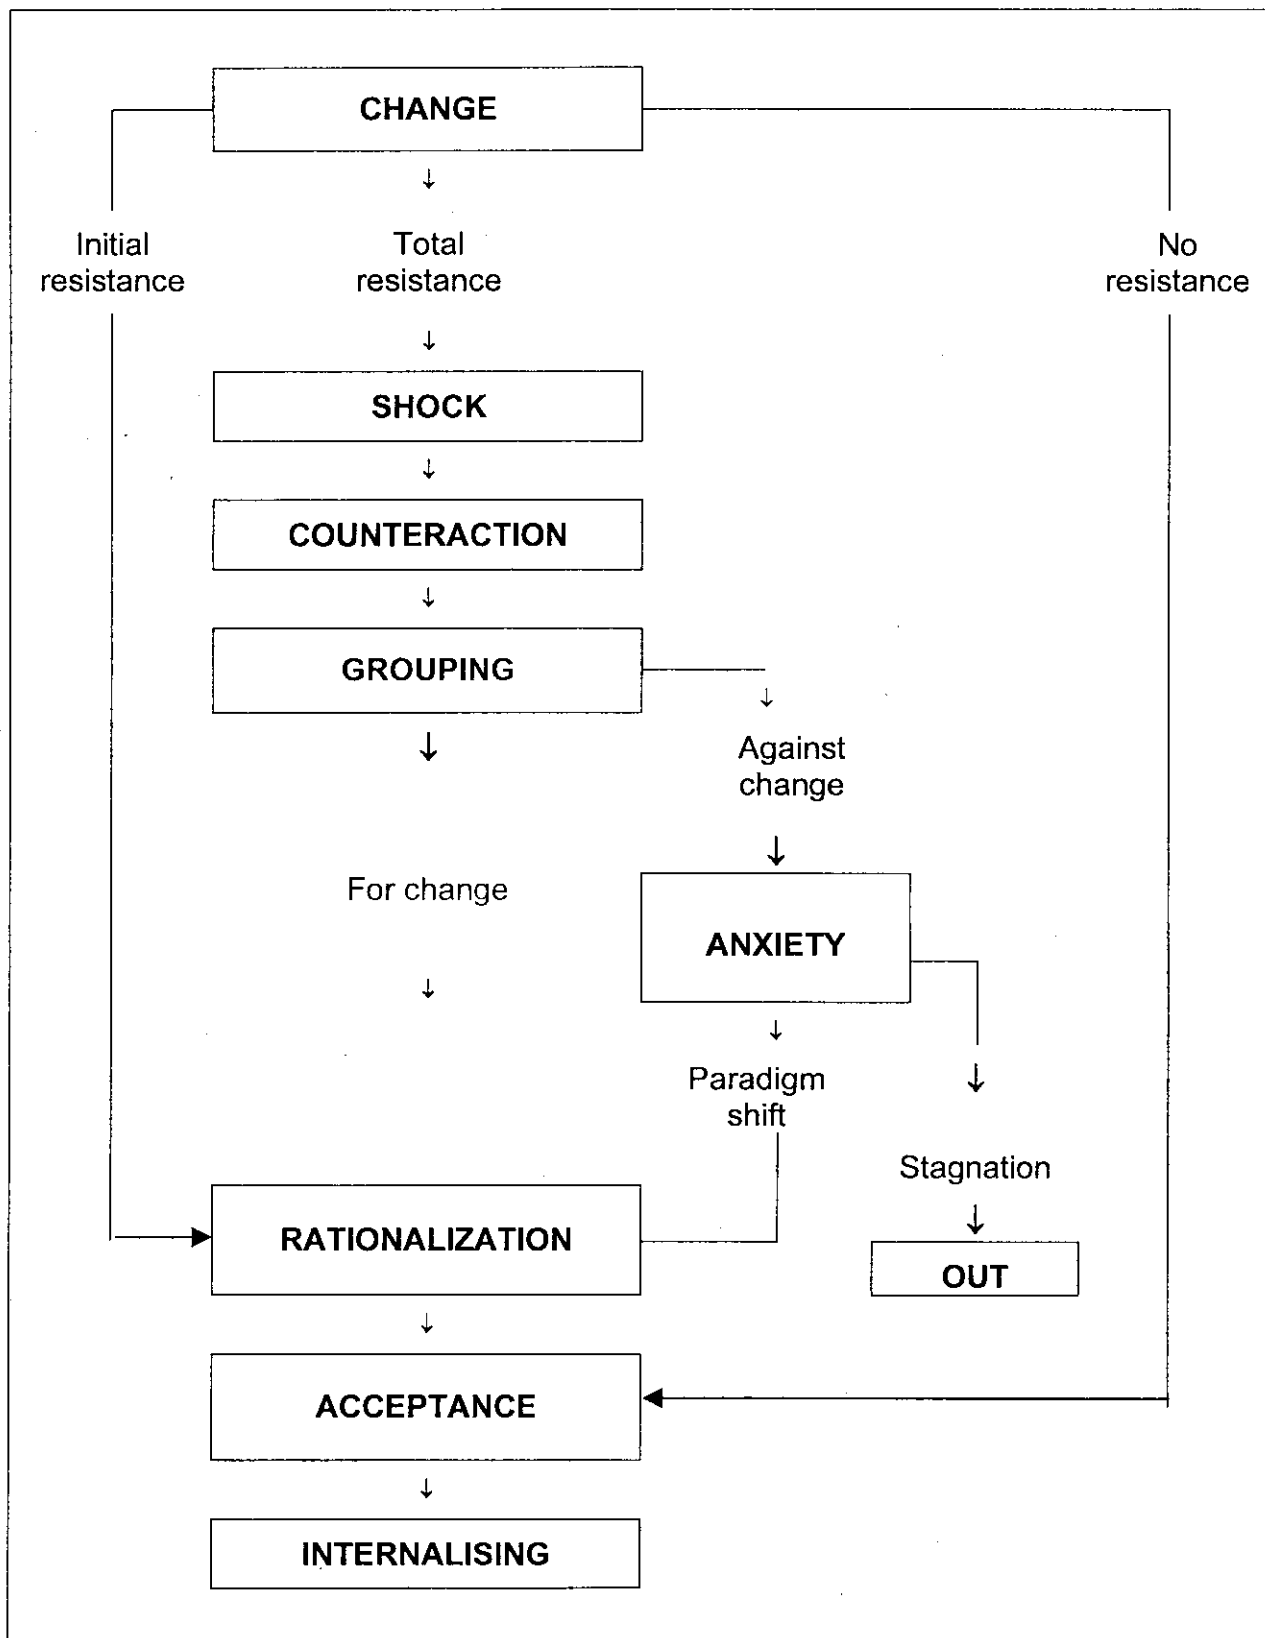 CHANGE
Initial
resistance
Total
resistance
No
resistance
SHOCK
COUNTERACTION
GROUPING
Against
change
For change
ANXIETY
Paradigm
shift
Stagnation
RATIONALIZATION
OUT
ACCEPTANCE
INTERNALISING